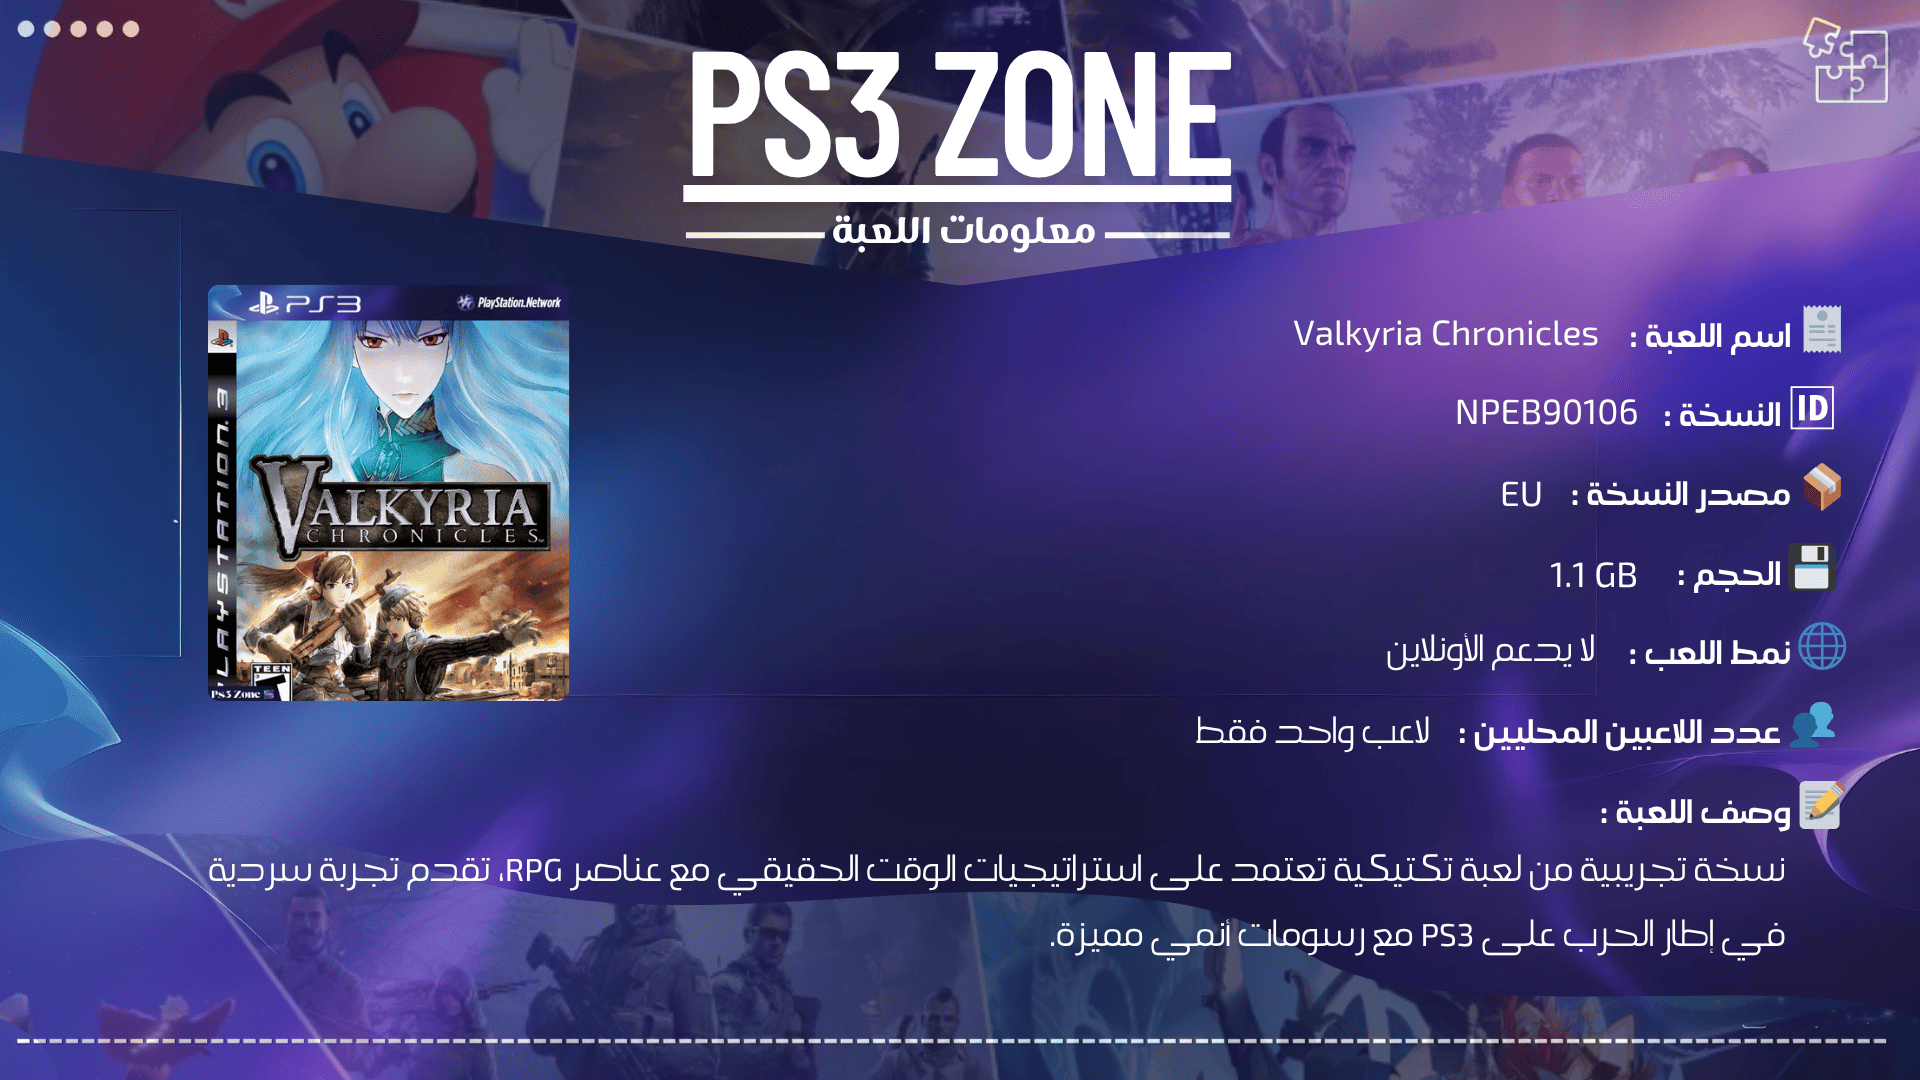 PS3 ZONE
معلومات اللعبة
PS3
PlayStation.Network
PLAYSTATION.3
VALKYRIA
CHRONICLES
TEEN
T
Ps3 Zone
اسم اللعبة : Valkyria Chronicles
ID النسخة : NPEB90106
مصدر النسخة : EU
الحجم : 1.1 GB
نمط اللعب : لا يدعم الأونلاين
عدد اللاعبين المحليين : لاعب واحد فقط
وصف اللعبة :
نسخة تجريبية من لعبة تكتيكية تعتمد على استراتيجيات الوقت الحقيقي مع عناصر RPG، تقدم تجربة سردية
في إطار الحرب على PS3 مع رسومات أنمي مميزة.